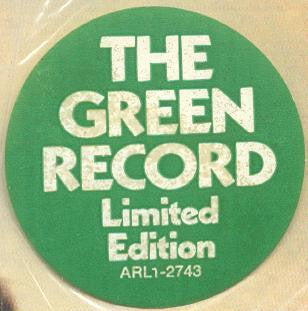 THE
GREEN
RECORD
Limited
Edition
ARL1-2743